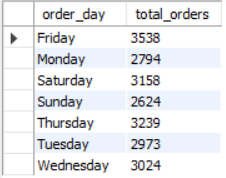 order_day total_orders
Friday 3538
Monday 2794
Saturday 3158
Sunday 2624
Thursday 3239
Tuesday 2973
Wednesday 3024